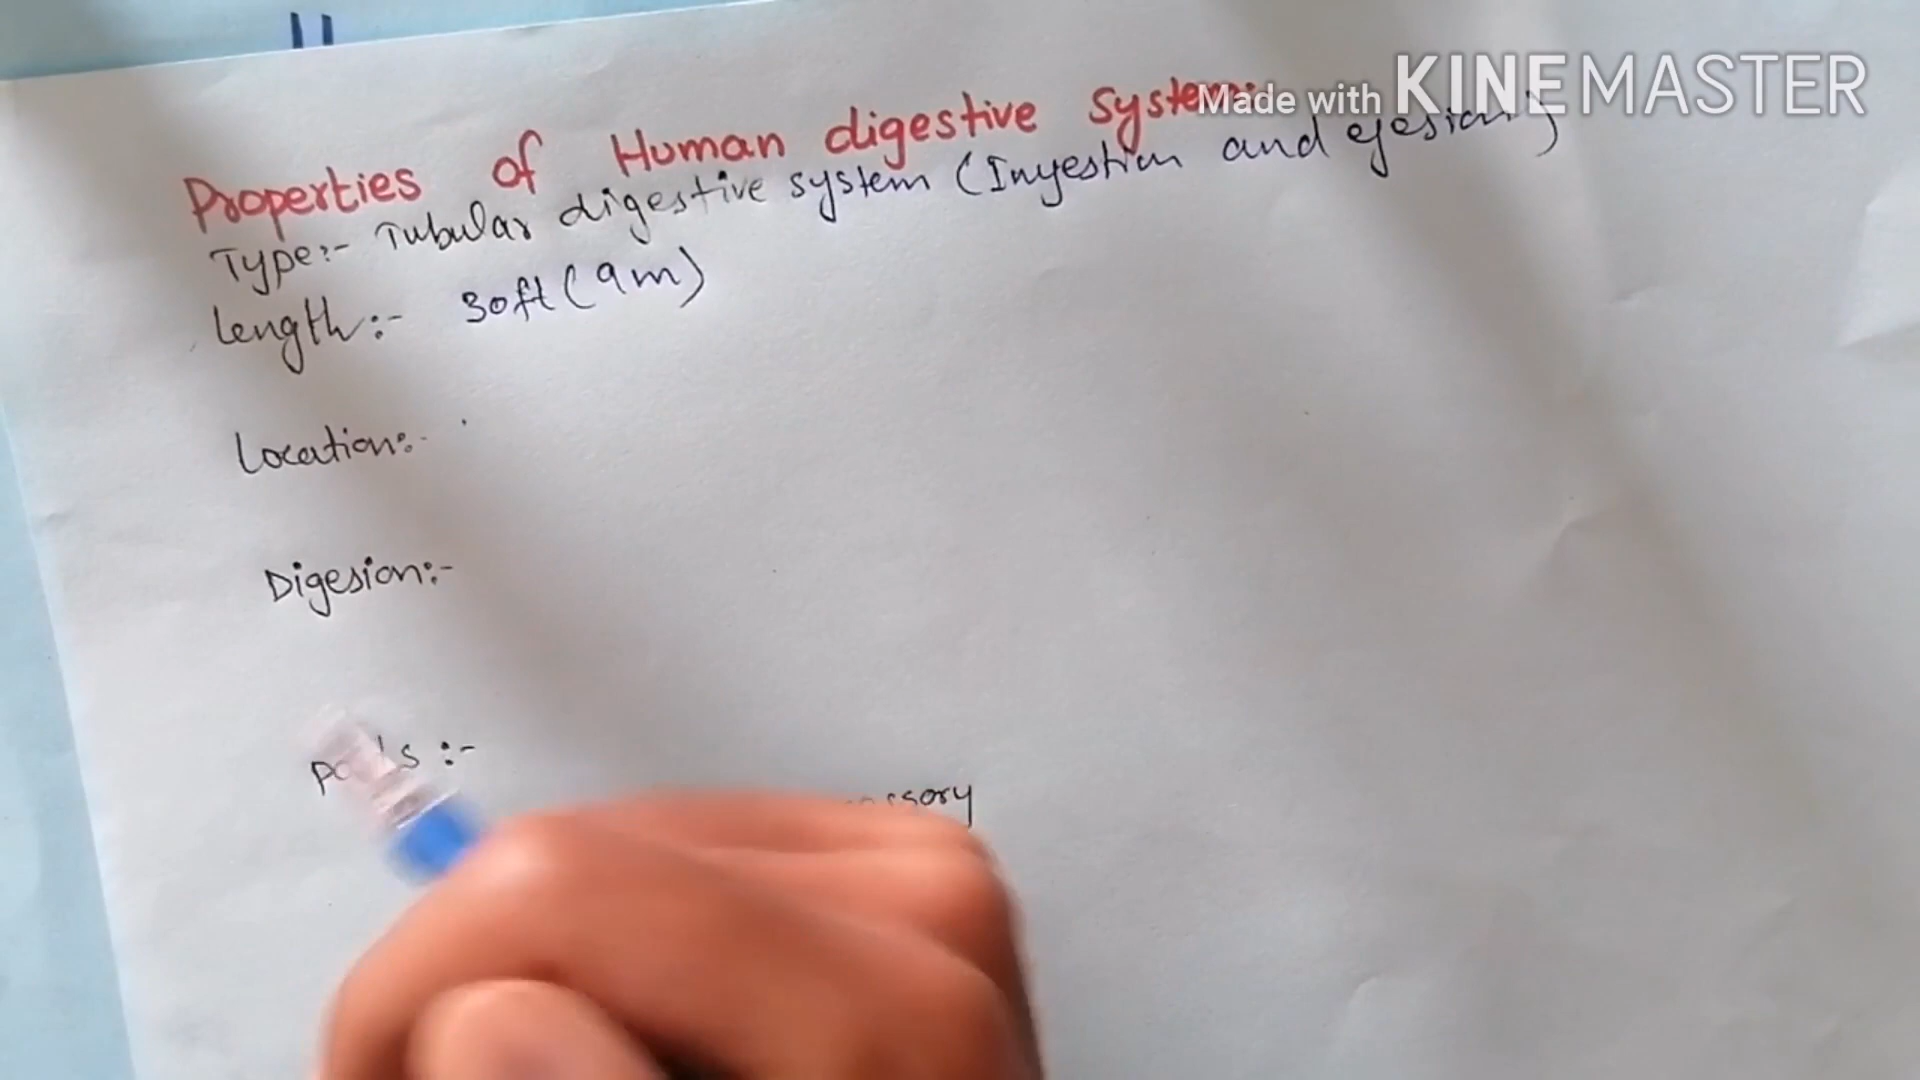 Properties of Human digestive system:
Made with KINEMASTER
Type:- Tubular digestive system (Ingestion and egesion)
length:- 30ft (9m)
Location:-
Digesion:-
:-